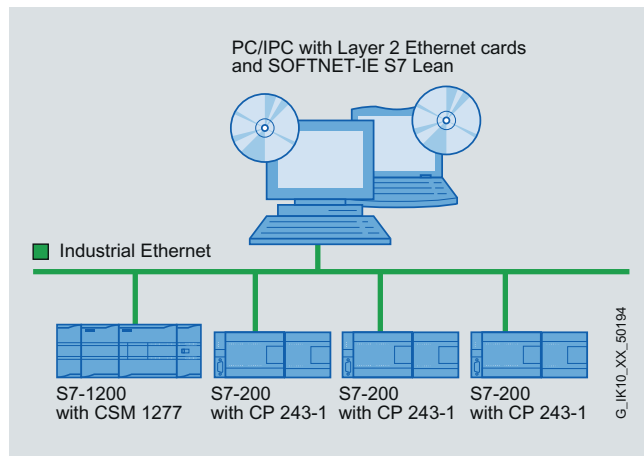 PC/IPC with Layer 2 Ethernet cards
and SOFTNET-IE S7 Lean
Industrial Ethernet
S7-1200
with CSM 1277
S7-200
with CP 243-1
S7-200
with CP 243-1
S7-200
with CP 243-1
G_IK10_XX_50194